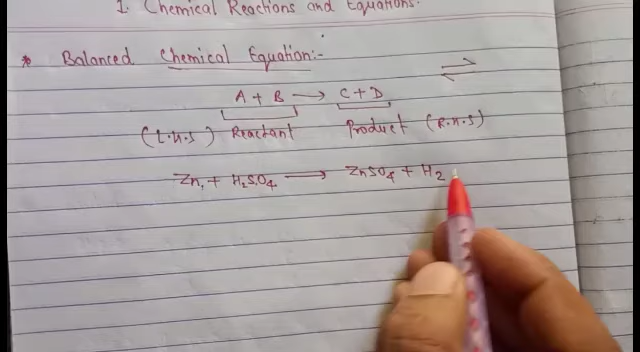 1. Chemical Reactions and Equations.
* Balanced Chemical Equation:-
A + B ⟶ C + D ⇌
(L.H.S) Reactant Product (R.H.S)
Zn + H₂SO₄ ⟶ ZnSO₄ + H₂